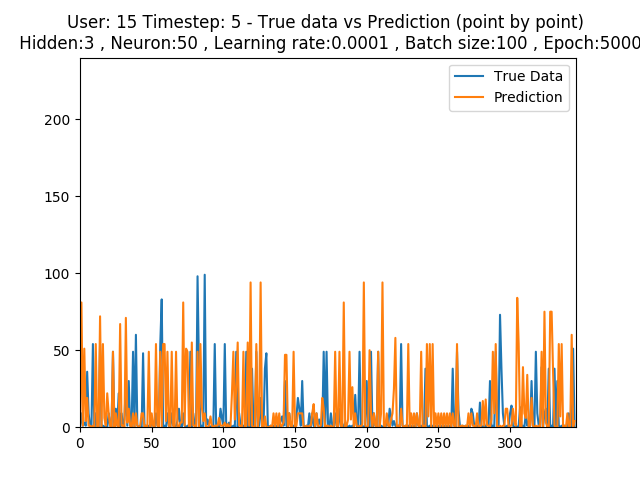 User: 15 Timestep: 5 - True data vs Prediction (point by point)
Hidden:3 , Neuron:50 , Learning rate:0.0001 , Batch size:100 , Epoch:5000
True Data
Prediction
200
150
100
50
0
0 50 100 150 200 250 300